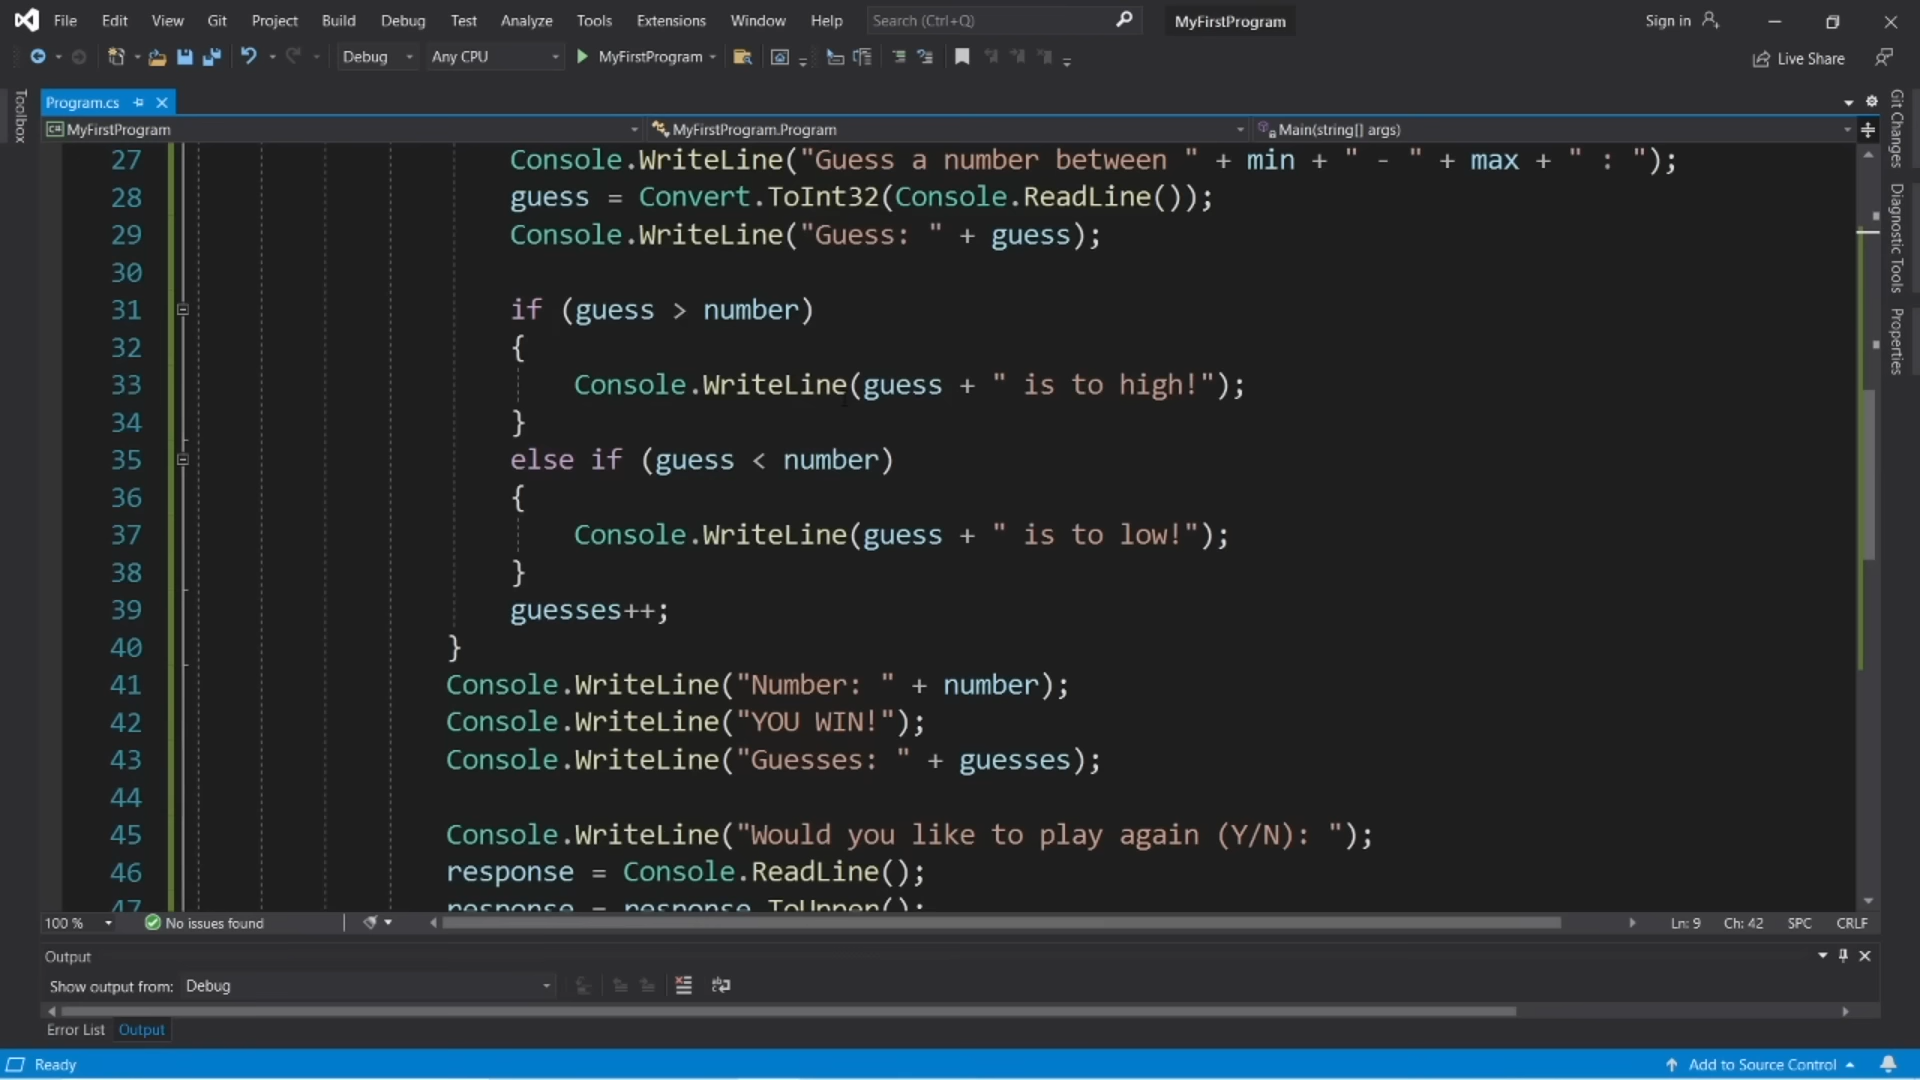 File Edit View Git Project Build Debug Test Analyze Tools Extensions Window Help Search (Ctrl+Q) MyFirstProgram Sign in
Debug Any CPU MyFirstProgram Live Share
Toolbox
Program.cs
MyFirstProgram MyFirstProgram.Program Main(string[] args)
27 Console.WriteLine("Guess a number between " + min + " - " + max + " : ");
28 guess = Convert.ToInt32(Console.ReadLine());
29 Console.WriteLine("Guess: " + guess);
30
31 if (guess > number)
32 {
33 Console.WriteLine(guess + " is to high!");
34 }
35 else if (guess < number)
36 {
37 Console.WriteLine(guess + " is to low!");
38 }
39 guesses++;
40 }
41 Console.WriteLine("Number: " + number);
42 Console.WriteLine("YOU WIN!");
43 Console.WriteLine("Guesses: " + guesses);
44
45 Console.WriteLine("Would you like to play again (Y/N): ");
46 response = Console.ReadLine();
47 response = response.ToUpper();
Git Changes
Diagnostic Tools
Properties
100 % No issues found Ln: 9 Ch: 42 SPC CRLF
Output
Show output from: Debug
Error List Output
Ready Add to Source Control